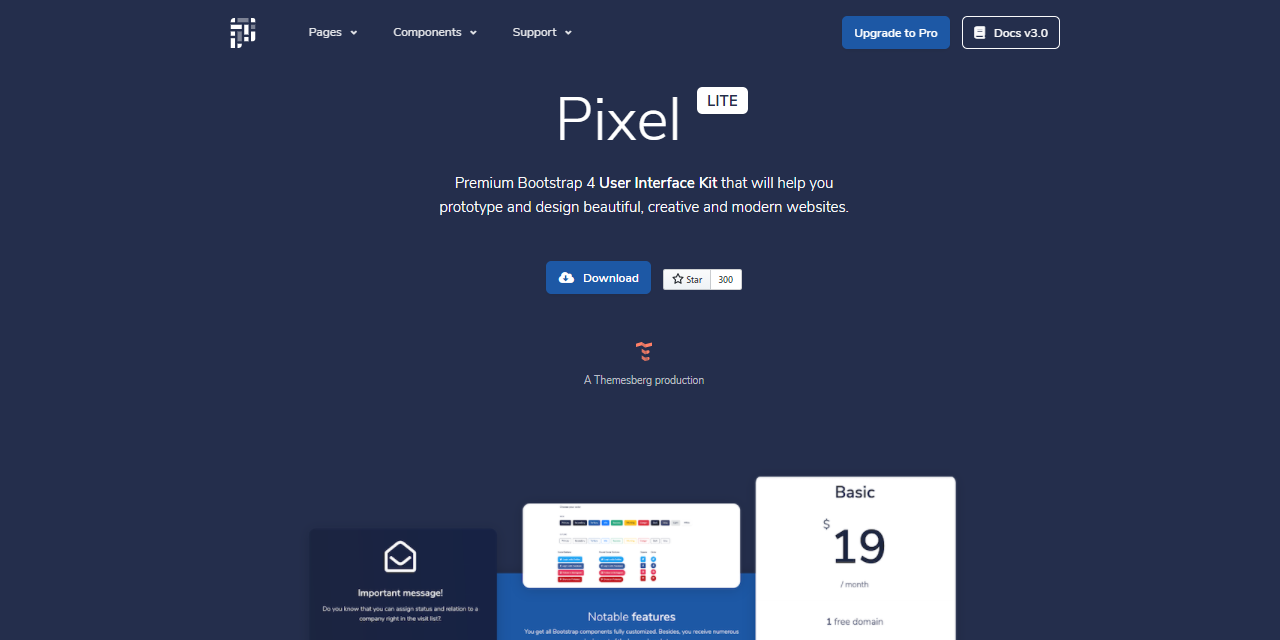 Pages
Components
Support
Upgrade to Pro
Docs v3.0
Pixel
LITE
Premium Bootstrap 4 User Interface Kit that will help you
prototype and design beautiful, creative and modern websites.
Download
Star
300
A Themesberg production
Important message!
Do you know that you can assign status and relation to a
company right in the visit list?.
Notable features
You get all Bootstrap components fully customized. Besides, you receive numerous
Basic
$
19
/ month
1 free domain